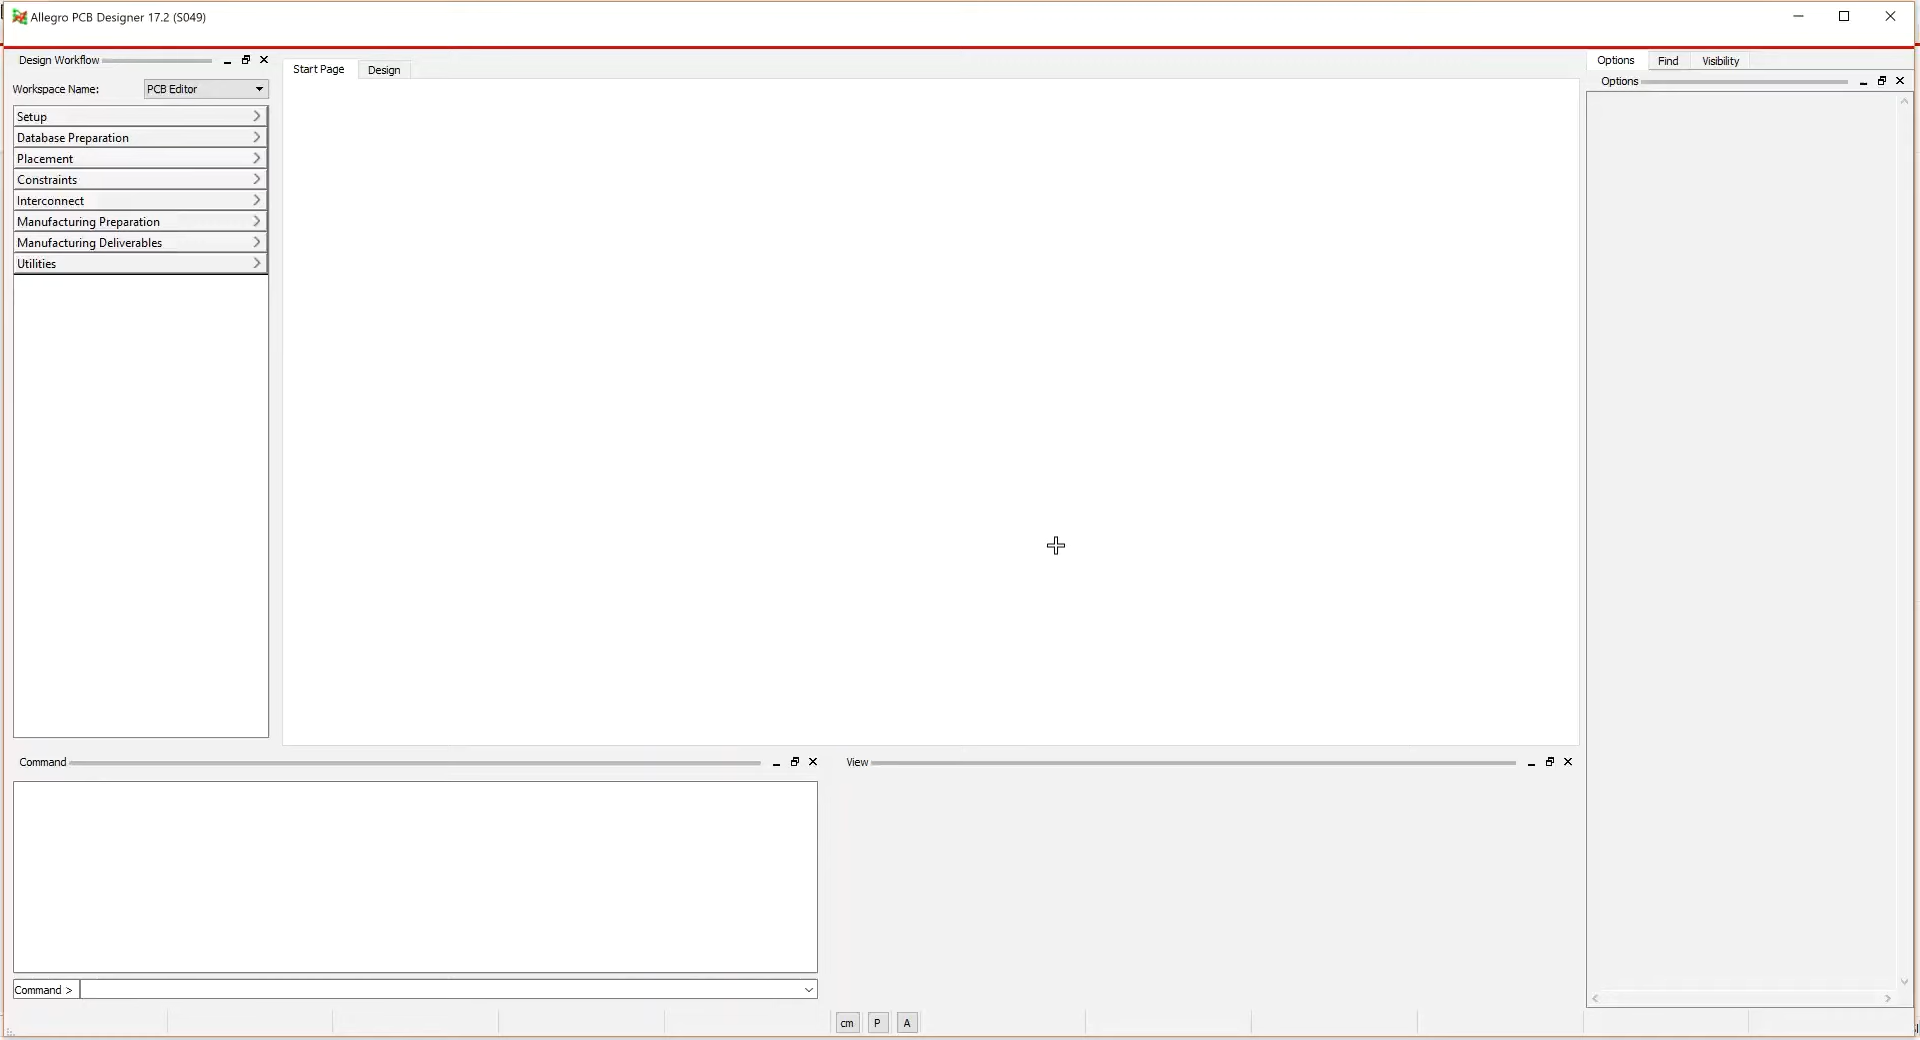 Allegro PCB Designer 17.2 (S049)
Design Workflow
Workspace Name: PCB Editor
Setup
Database Preparation
Placement
Constraints
Interconnect
Manufacturing Preparation
Manufacturing Deliverables
Utilities
Start Page Design
Options Find Visibility
Options
Command
Command >
View
cm P A